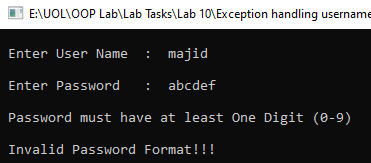 E:\UOL\OOP Lab\Lab Tasks\Lab 10\Exception handling username
Enter User Name  :  majid
Enter Password   :  abcdef
Password must have at least One Digit (0-9)
Invalid Password Format!!!